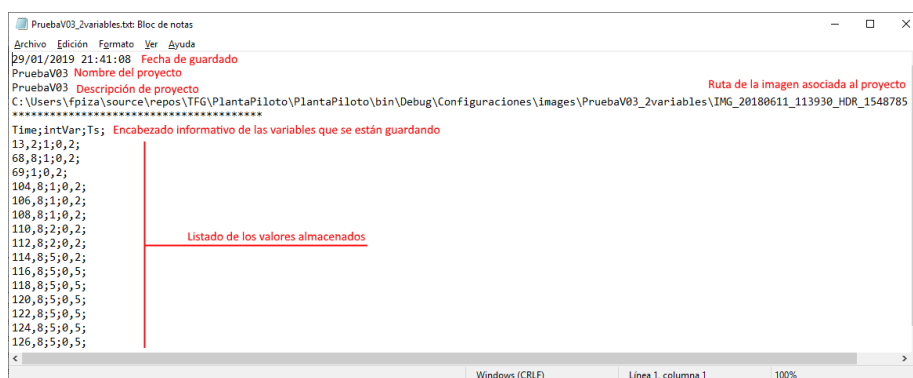 PruebaV03_2variables.txt: Bloc de notas
Archivo Edición Formato Ver Ayuda
29/01/2019 21:41:08 Fecha de guardado
PruebaV03 Nombre del proyecto
PruebaV03 Descripción de proyecto Ruta de la imagen asociada al proyecto
C:\Users\fpiza\source\repos\TFG\PlantaPiloto\PlantaPiloto\bin\Debug\Configuraciones\images\PruebaV03_2variables\IMG_20180611_113930_HDR_1548785
****************************************
Time;intVar;Ts; Encabezado informativo de las variables que se están guardando
13,2;1;0,2;
68,8;1;0,2;
69;1;0,2;
104,8;1;0,2;
106,8;1;0,2;
108,8;1;0,2;
110,8;2;0,2;
112,8;2;0,2;
Listado de los valores almacenados
114,8;5;0,2;
116,8;5;0,5;
118,8;5;0,5;
120,8;5;0,5;
122,8;5;0,5;
124,8;5;0,5;
126,8;5;0,5;
Windows (CRLF) Línea 1, columna 1 100%